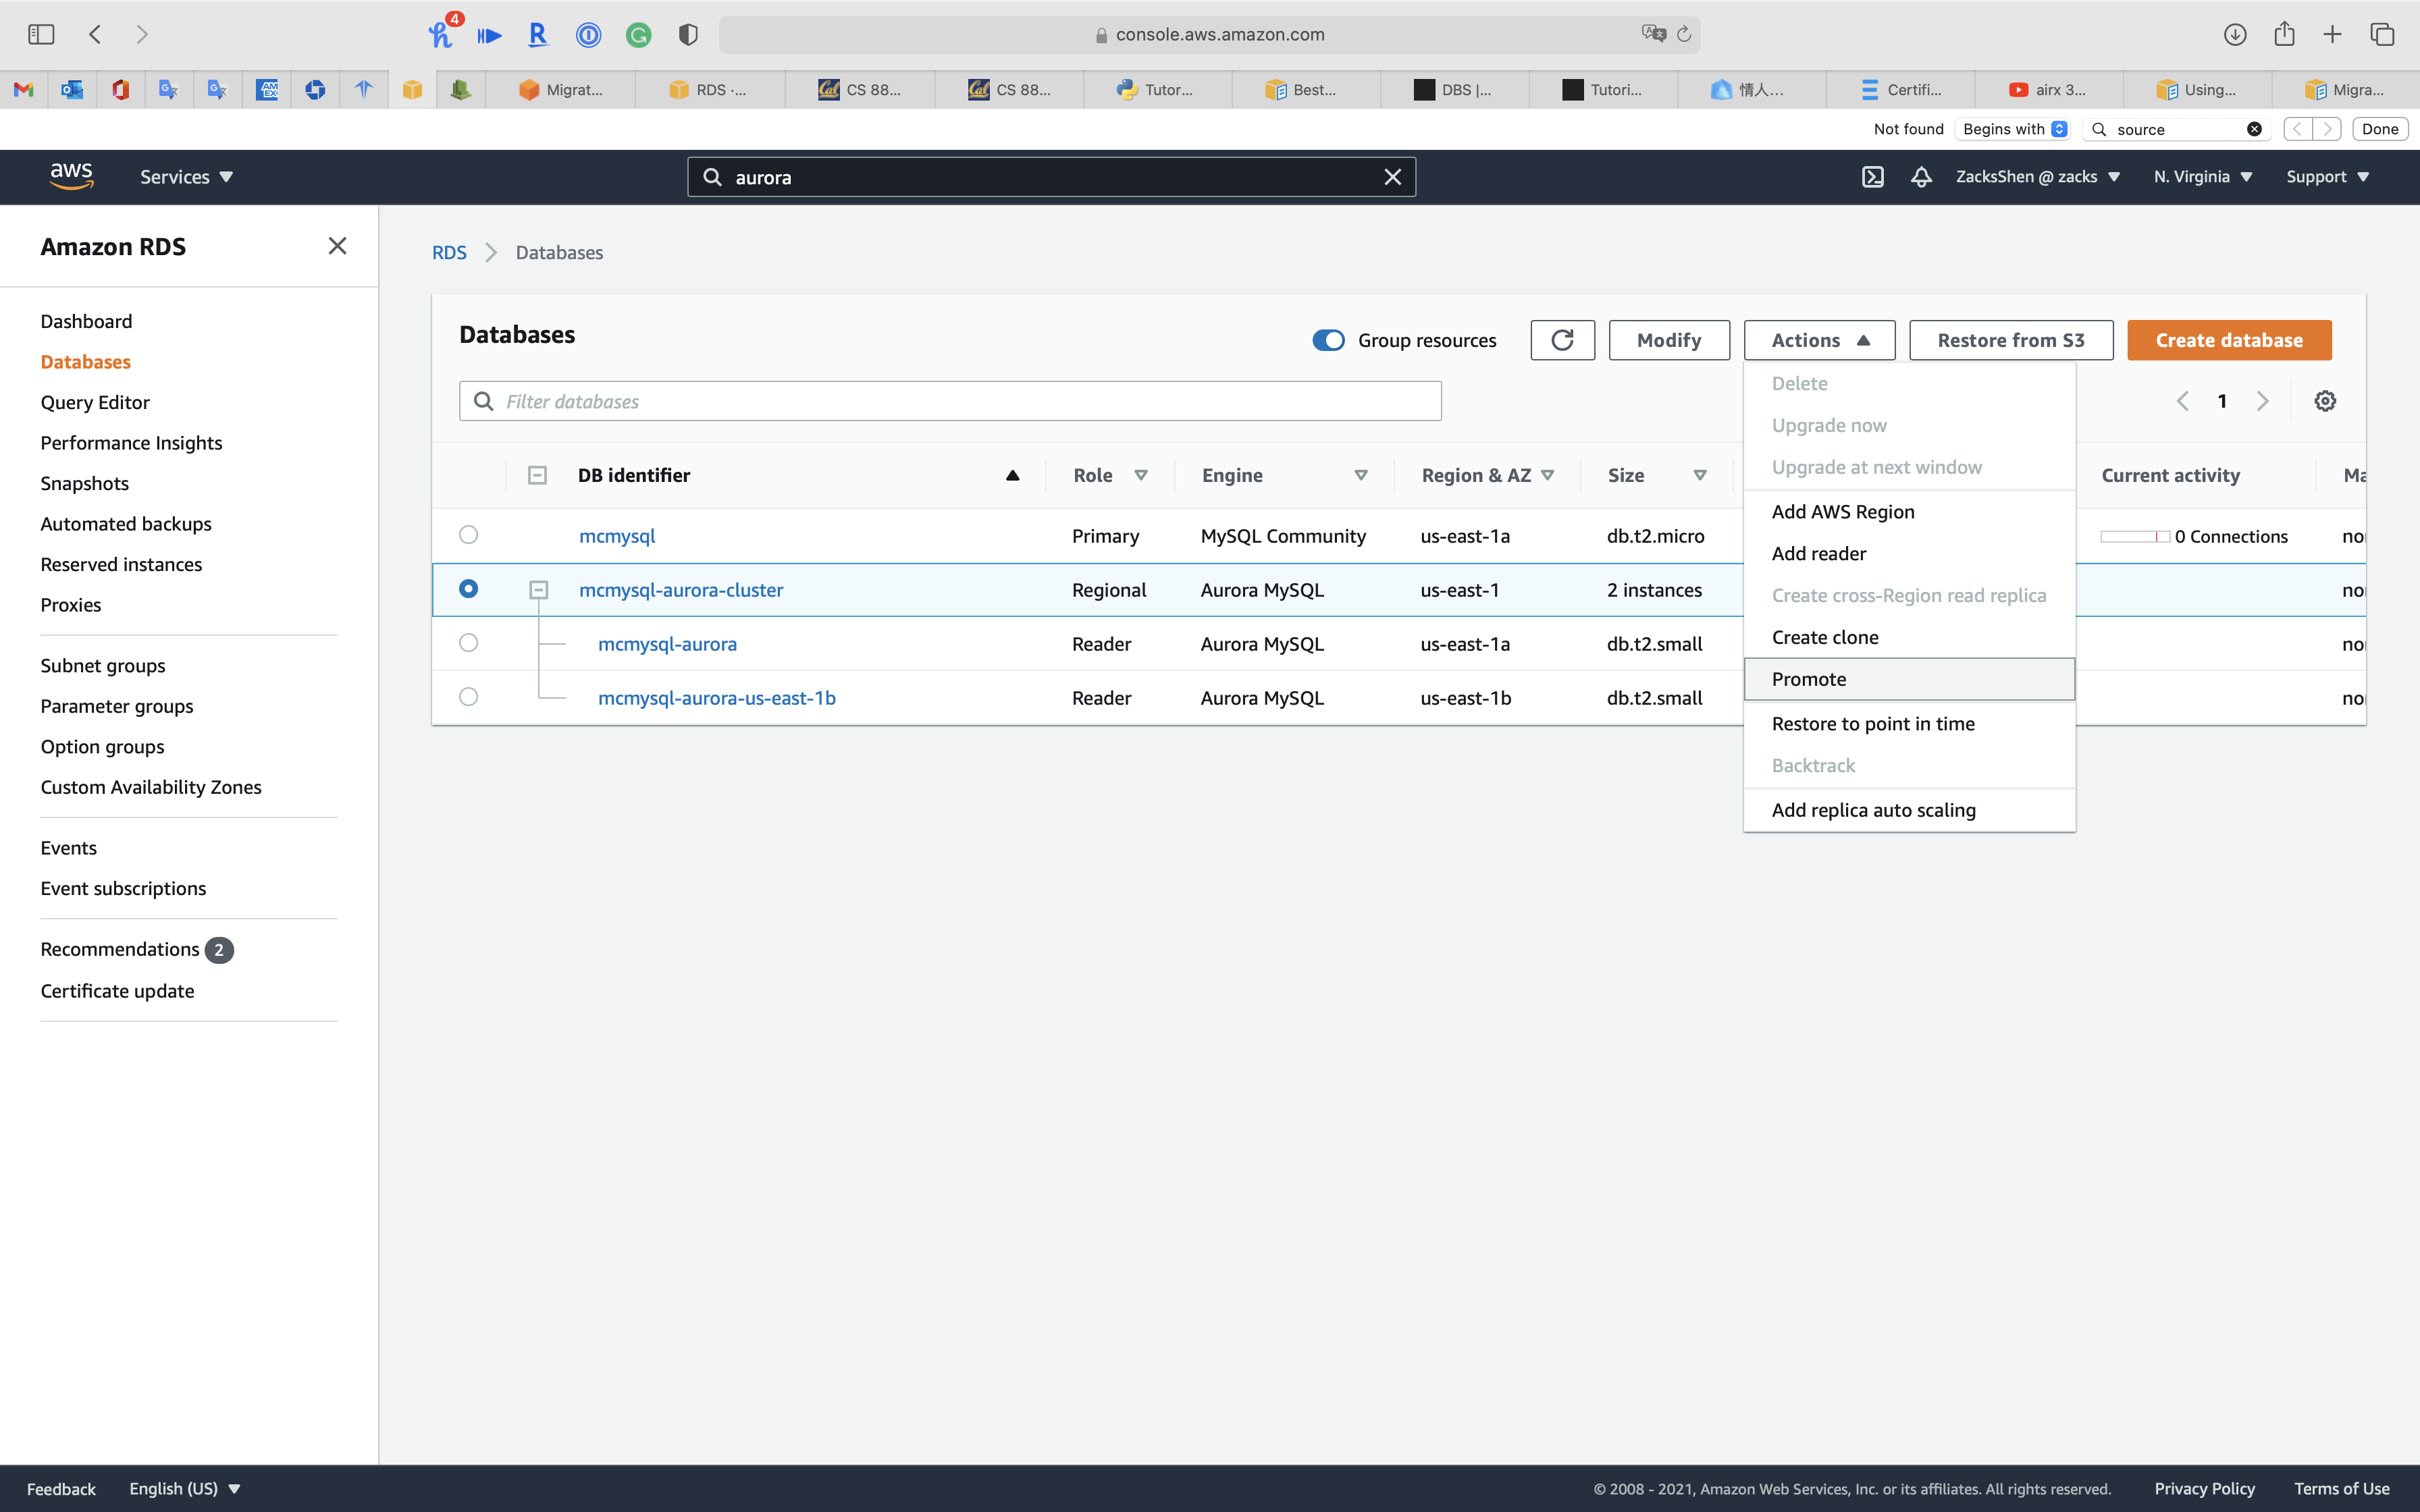 4
console.aws.amazon.com
Migrat...
RDS ·...
CS 88...
CS 88...
Tutor...
Best...
DBS |...
Tutori...
情人...
Certifi...
airx 3...
Using...
Migra...
Not found
Begins with
source
Done
aws
Services
aurora
ZacksShen @ zacks
N. Virginia
Support
Amazon RDS
Dashboard
Databases
Query Editor
Performance Insights
Snapshots
Automated backups
Reserved instances
Proxies
Subnet groups
Parameter groups
Option groups
Custom Availability Zones
Events
Event subscriptions
Recommendations 2
Certificate update
RDS > Databases
Databases
Group resources
Modify
Actions
Restore from S3
Create database
Filter databases
1
DB identifier Role Engine Region & AZ Size Current activity Ma
mcmysql Primary MySQL Community us-east-1a db.t2.micro 0 Connections no
mcmysql-aurora-cluster Regional Aurora MySQL us-east-1 2 instances no
mcmysql-aurora Reader Aurora MySQL us-east-1a db.t2.small no
mcmysql-aurora-us-east-1b Reader Aurora MySQL us-east-1b db.t2.small no
Delete
Upgrade now
Upgrade at next window
Add AWS Region
Add reader
Create cross-Region read replica
Create clone
Promote
Restore to point in time
Backtrack
Add replica auto scaling
Feedback
English (US)
© 2008 - 2021, Amazon Web Services, Inc. or its affiliates. All rights reserved.
Privacy Policy
Terms of Use